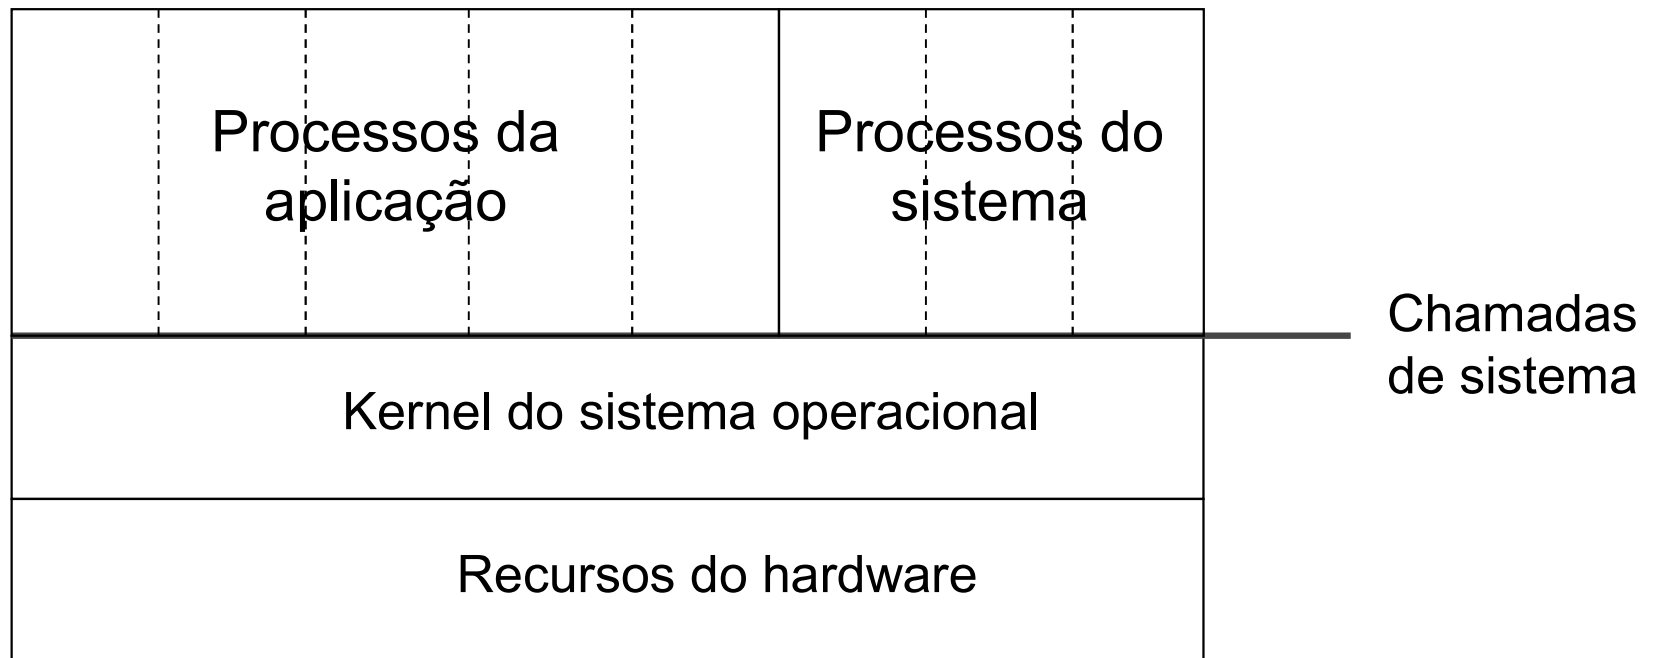 Processos da
aplicação
Processos do
sistema
Chamadas
de sistema
Kernel do sistema operacional
Recursos do hardware